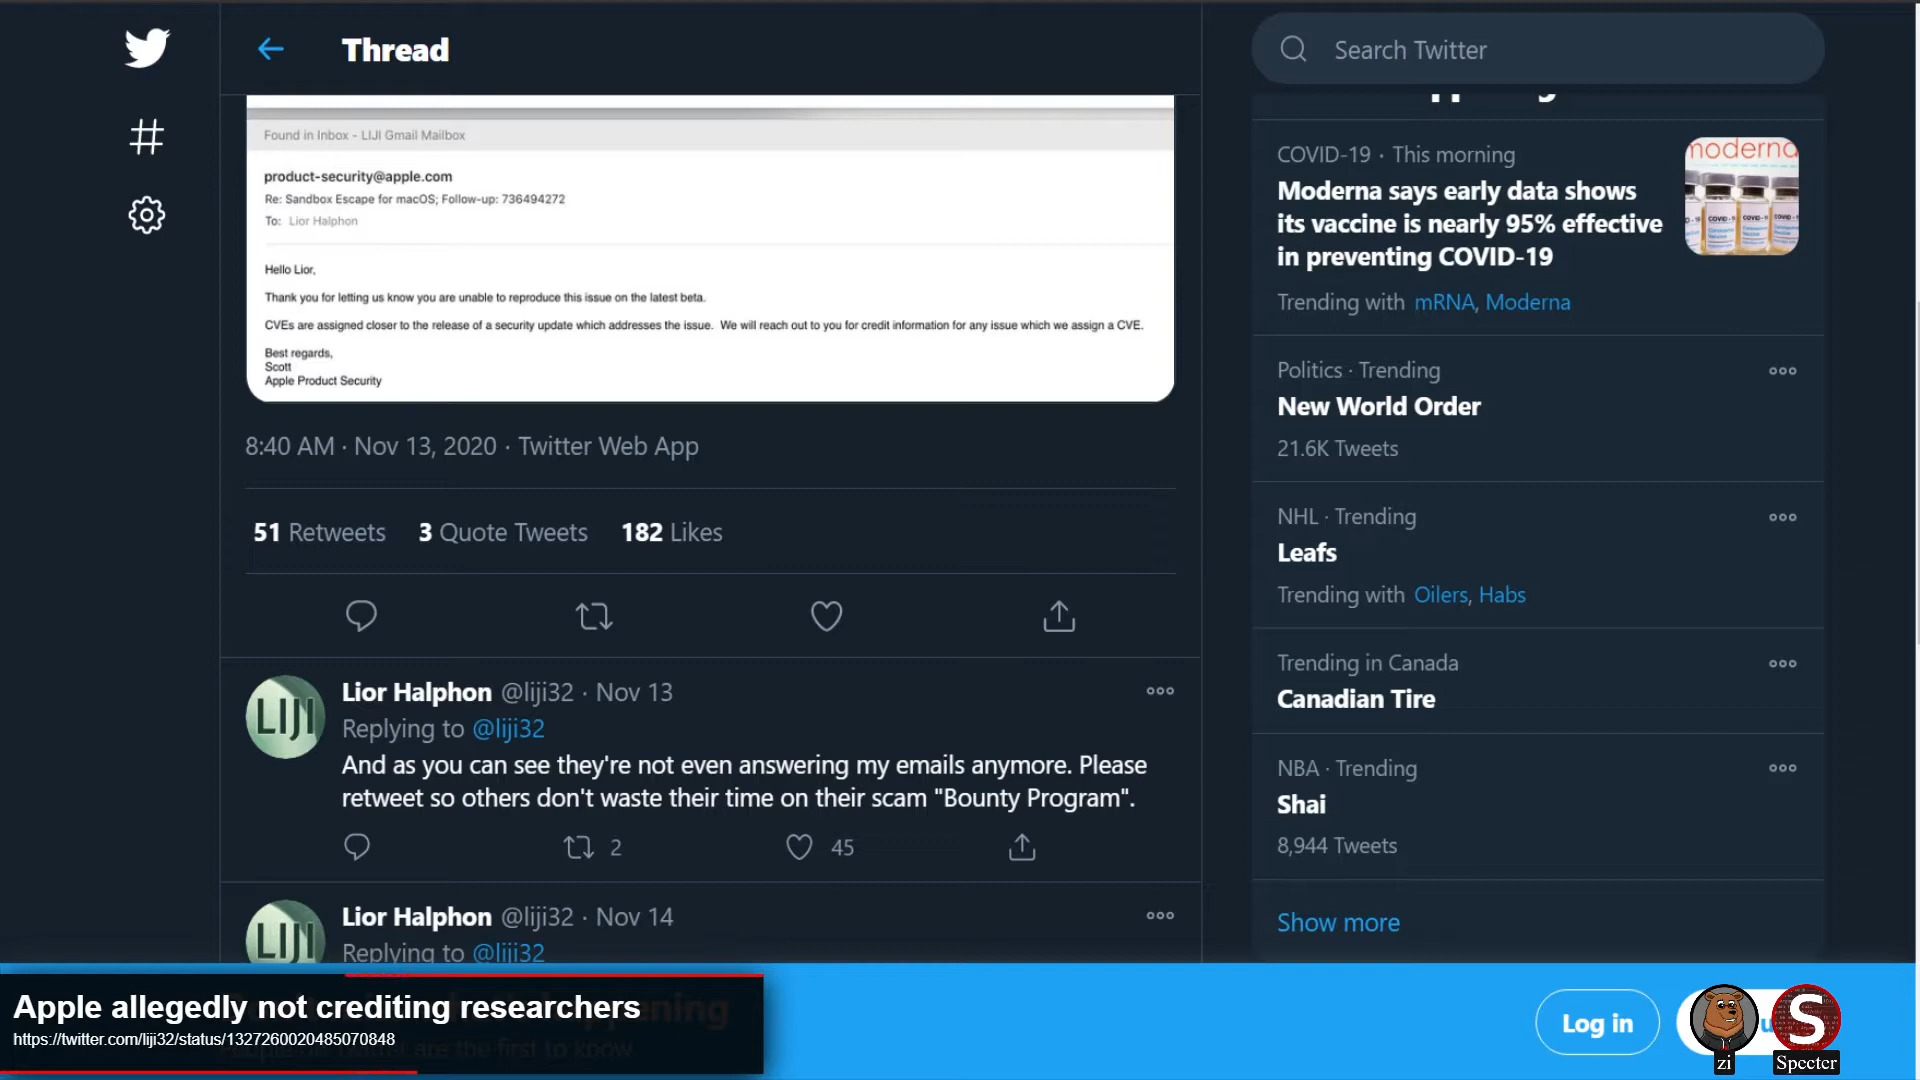 Thread
Search Twitter
Found in Inbox - LIJI Gmail Mailbox
product-security@apple.com
Re: Sandbox Escape for macOS; Follow-up: 736494272
To: Lior Halphon
Hello Lior,
Thank you for letting us know you are unable to reproduce this issue on the latest beta.
CVEs are assigned closer to the release of a security update which addresses the issue. We will reach out to you for credit information for any issue which we assign a CVE.
Best regards,
Scott
Apple Product Security
8:40 AM · Nov 13, 2020 · Twitter Web App
51 Retweets 3 Quote Tweets 182 Likes
LIJI
Lior Halphon @liji32 · Nov 13
Replying to @liji32
And as you can see they're not even answering my emails anymore. Please
retweet so others don't waste their time on their scam "Bounty Program".
2 45
LIJI
Lior Halphon @liji32 · Nov 14
Replying to @liji32
COVID-19 · This morning
Moderna says early data shows
its vaccine is nearly 95% effective
in preventing COVID-19
Trending with mRNA, Moderna
moderna
Politics · Trending
New World Order
21.6K Tweets
NHL · Trending
Leafs
Trending with Oilers, Habs
Trending in Canada
Canadian Tire
NBA · Trending
Shai
8,944 Tweets
Show more
Apple allegedly not crediting researchers
https://twitter.com/liji32/status/1327260020485070848
are the first to know.
Log in
zi
S
Specter